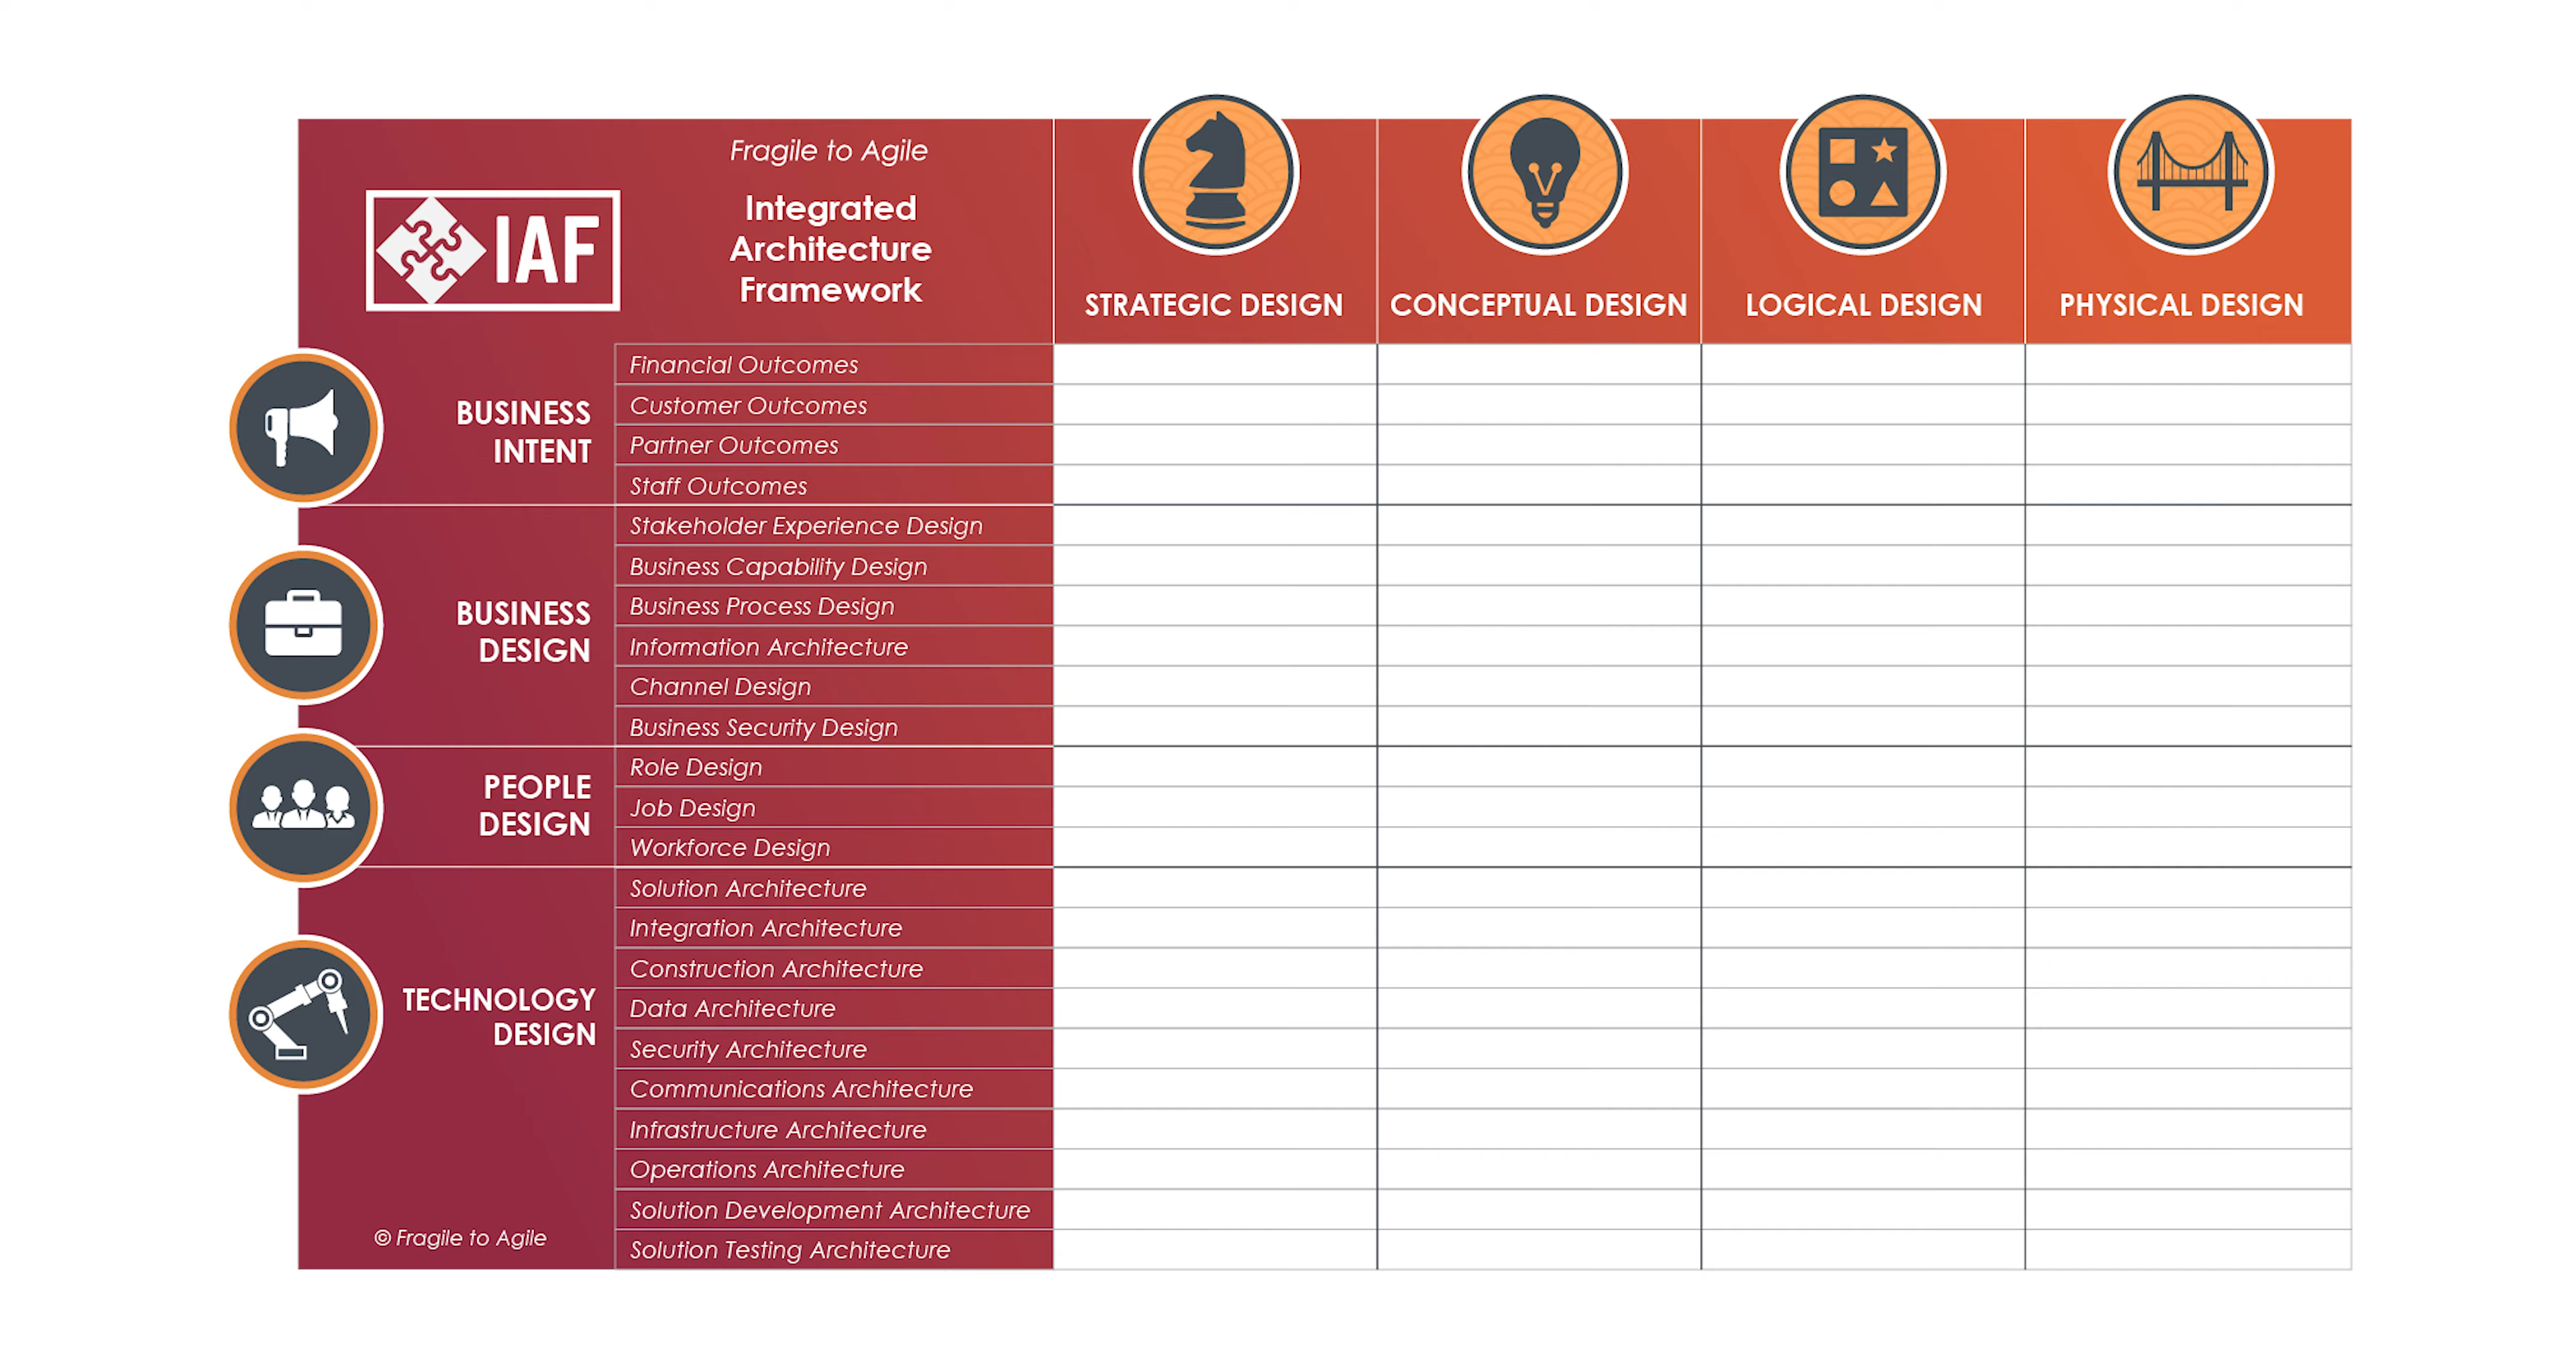 Fragile to Agile
IAF
Integrated
Architecture
Framework
STRATEGIC DESIGN
CONCEPTUAL DESIGN
LOGICAL DESIGN
PHYSICAL DESIGN
BUSINESS
INTENT
Financial Outcomes
Customer Outcomes
Partner Outcomes
Staff Outcomes
BUSINESS
DESIGN
Stakeholder Experience Design
Business Capability Design
Business Process Design
Information Architecture
Channel Design
Business Security Design
PEOPLE
DESIGN
Role Design
Job Design
Workforce Design
TECHNOLOGY
DESIGN
Solution Architecture
Integration Architecture
Construction Architecture
Data Architecture
Security Architecture
Communications Architecture
Infrastructure Architecture
Operations Architecture
Solution Development Architecture
Solution Testing Architecture
© Fragile to Agile